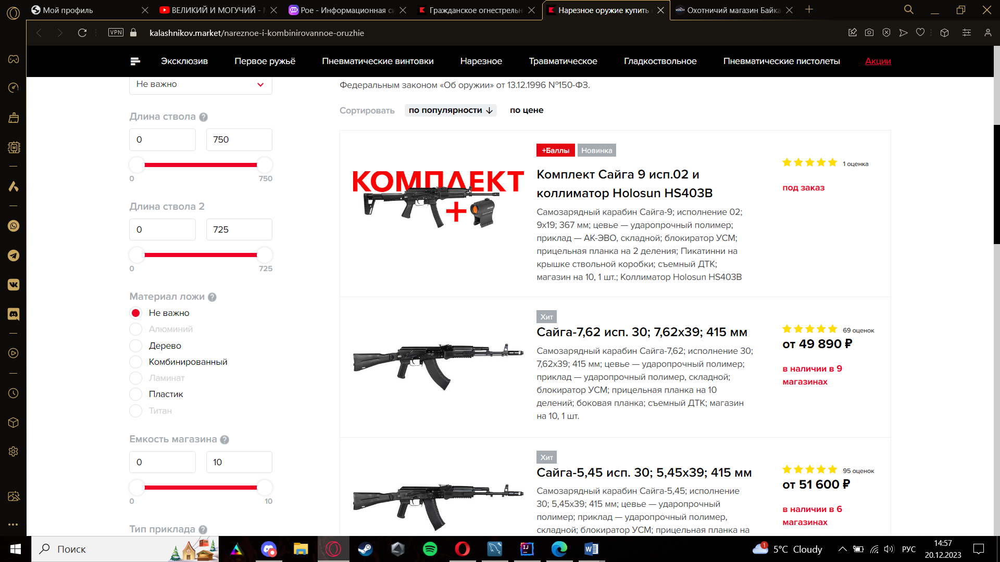 Мой профиль
ВЕЛИКИЙ И МОГУЧИЙ -
Poe - Информационная си
Гражданское огнестрельн
Нарезное оружие купить
Охотничий магазин Байка
VPN
kalashnikov.market/nareznoe-i-kombinirovannoe-oruzhie
Эксклюзив
Первое ружьё
Пневматические винтовки
Нарезное
Травматическое
Гладкоствольное
Пневматические пистолеты
Акции
Не важно
Длина ствола ?
0
750
0
750
Длина ствола 2
0
725
0
725
Материал ложи ?
Не важно
Алюминий
Дерево
Комбинированный
Ламинат
Пластик
Титан
Емкость магазина ?
0
10
0
10
Тип приклада ?
Федеральным законом «Об оружии» от 13.12.1996 №150-ФЗ.
Сортировать
по популярности ↓
по цене
КОМПЛЕКТ
+
+Баллы
Новинка
Комплект Сайга 9 исп.02 и
коллиматор Holosun HS403B
Самозарядный карабин Сайга-9; исполнение 02;
9x19; 367 мм; цевье — ударопрочный полимер;
приклад — АК-ЭВО, складной; блокиратор УСМ;
прицельная планка на 2 деления; Пикатинни на
крышке ствольной коробки; съемный ДТК;
магазин на 10, 1 шт.; Коллиматор Holosun HS403B
1 оценка
под заказ
Хит
Сайга-7,62 исп. 30; 7,62х39; 415 мм
Самозарядный карабин Сайга-7,62; исполнение 30;
7,62х39; 415 мм; цевье — ударопрочный полимер;
приклад — ударопрочный полимер, складной;
блокиратор УСМ; прицельная планка на 10
делений; боковая планка; съемный ДТК; магазин
на 10, 1 шт.
69 оценок
от 49 890 ₽
в наличии в 9
магазинах
Хит
Сайга-5,45 исп. 30; 5,45х39; 415 мм
Самозарядный карабин Сайга-5,45; исполнение
30; 5,45х39; 415 мм; цевье — ударопрочный
полимер; приклад — ударопрочный полимер,
складной; блокиратор УСМ; прицельная планка на
95 оценок
от 51 600 ₽
в наличии в 6
магазинах
Поиск
1
5°C Cloudy
РУС
14:57
20.12.2023